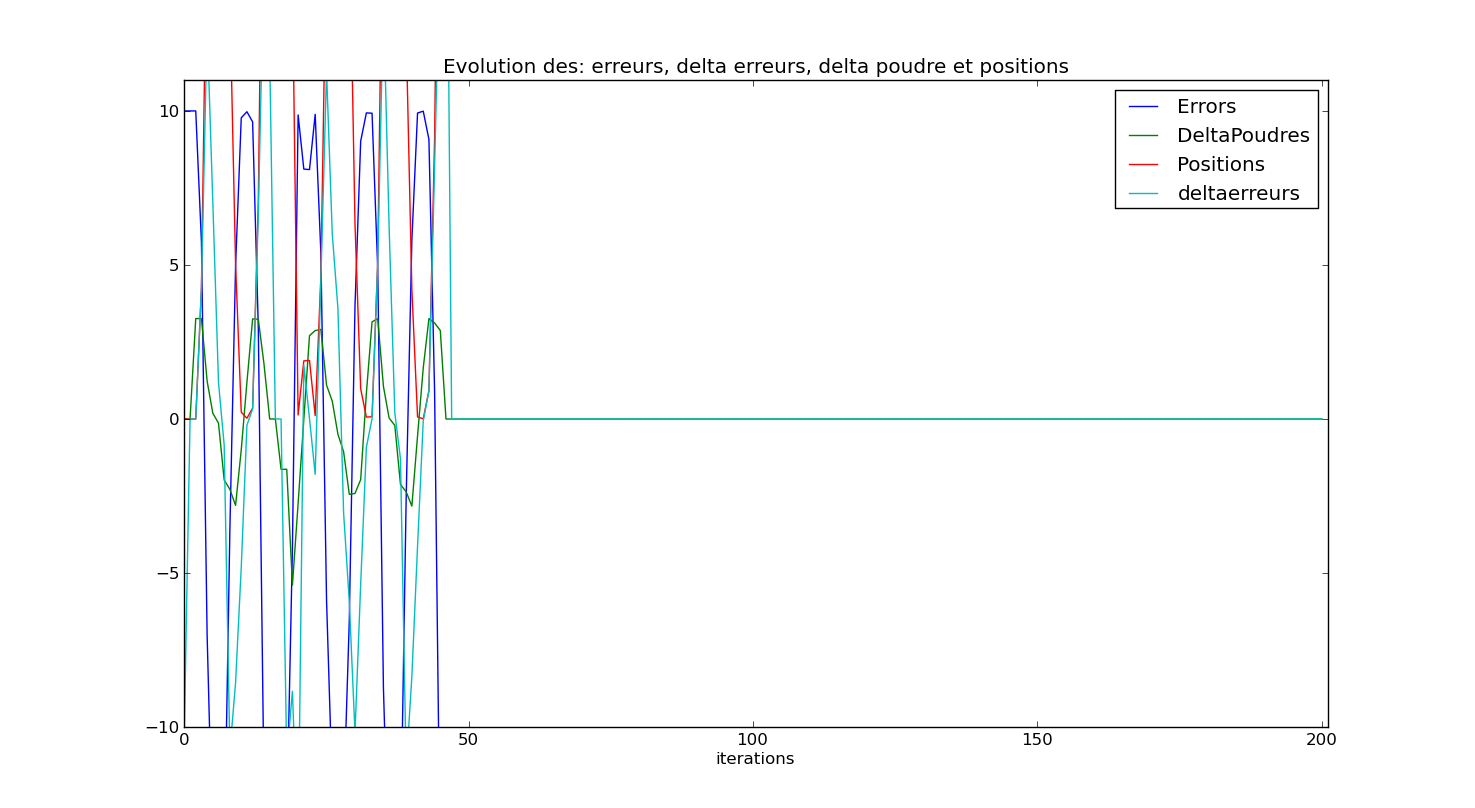 Evolution des: erreurs, delta erreurs, delta poudre et positions
10
5
0
−5
−10
Errors
DeltaPoudres
Positions
deltaerreurs
0 50 100 150 200
iterations